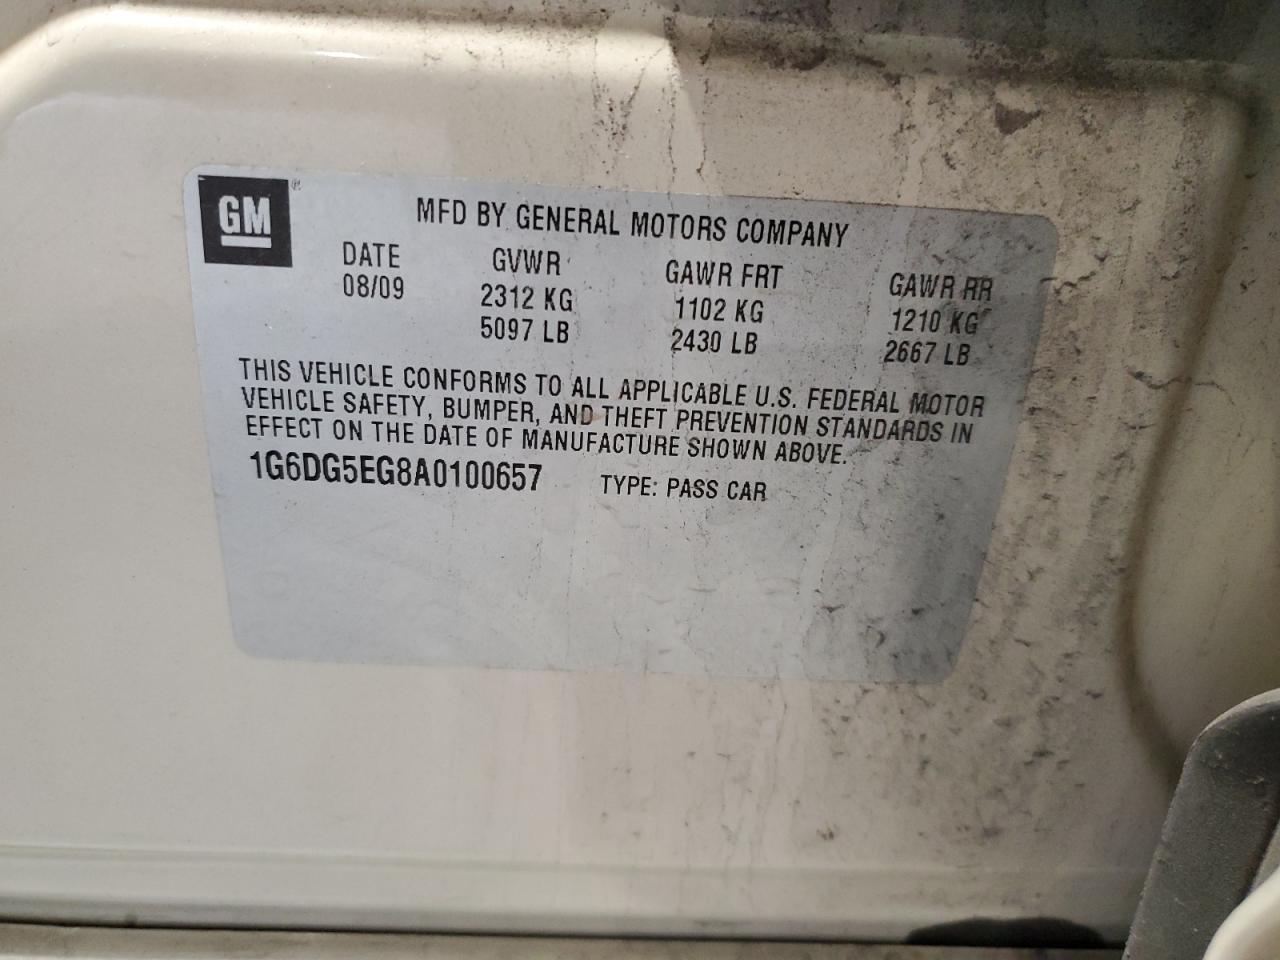 GM®
MFD BY GENERAL MOTORS COMPANY
DATE GVWR GAWR FRT GAWR RR
08/09 2312 KG 1102 KG 1210 KG
5097 LB 2430 LB 2667 LB
THIS VEHICLE CONFORMS TO ALL APPLICABLE U.S. FEDERAL MOTOR
VEHICLE SAFETY, BUMPER, AND THEFT PREVENTION STANDARDS IN
EFFECT ON THE DATE OF MANUFACTURE SHOWN ABOVE.
1G6DG5EG8A0100657 TYPE: PASS CAR